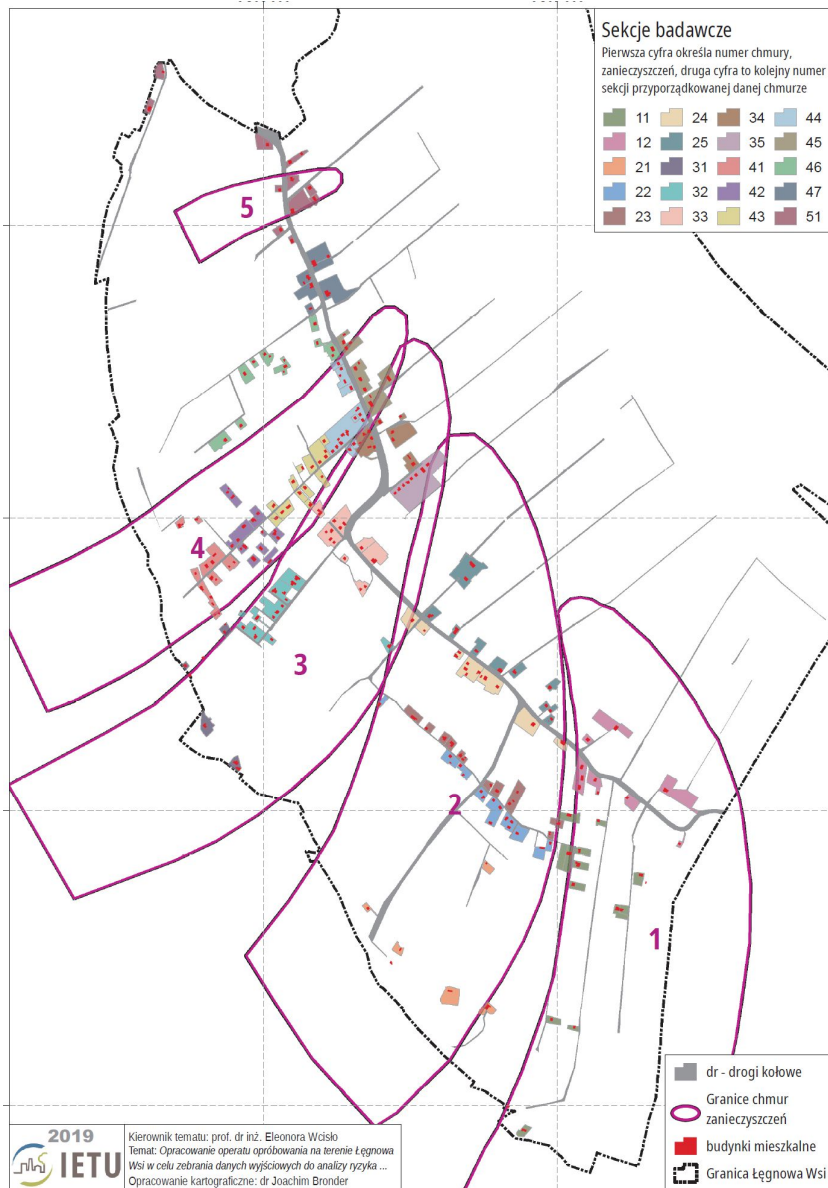 Sekcje badawcze
Pierwsza cyfra określa numer chmury,
zanieczyszczeń, druga cyfra to kolejny numer
sekcji przyporządkowanej danej chmurze
11 24 34 44
12 25 35 45
21 31 41 46
22 32 42 47
23 33 43 51
5
4
3
2
1
dr - drogi kołowe
Granice chmur
zanieczyszczeń
budynki mieszkalne
Granica Łęgnowa Wsi
2019
IETU
Kierownik tematu: prof. dr inż. Eleonora Wcisło
Temat: Opracowanie operatu opróbowania na terenie Łęgnowa
Wsi w celu zebrania danych wyjściowych do analizy ryzyka ...
Opracowanie kartograficzne: dr Joachim Bronder